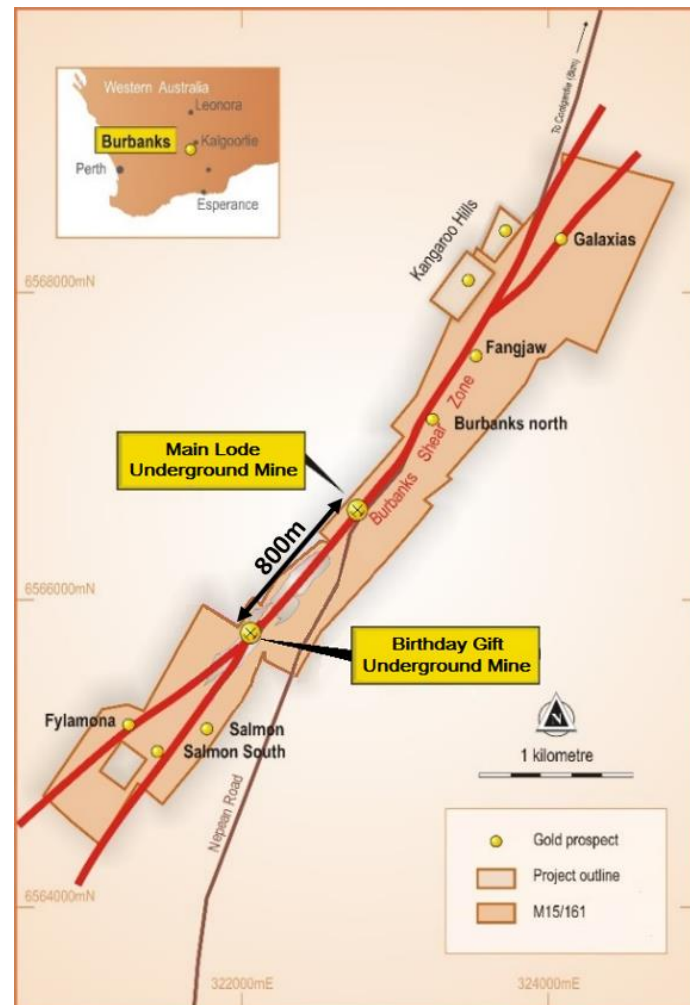 Western Australia
Leonora
Burbanks
Kalgoorlie
Perth
Esperance
To Coolgardie (8km)
Kangaroo Hills
Galaxias
6568000mN
Fangjaw
Burbanks north
Burbanks Shear Zone
Main Lode
Underground Mine
800m
6566000mN
Birthday Gift
Underground Mine
Fylamona
Salmon
Salmon South
N
1 kilometre
Nepean Road
Gold prospect
Project outline
M15/161
6564000mN
322000mE
324000mE